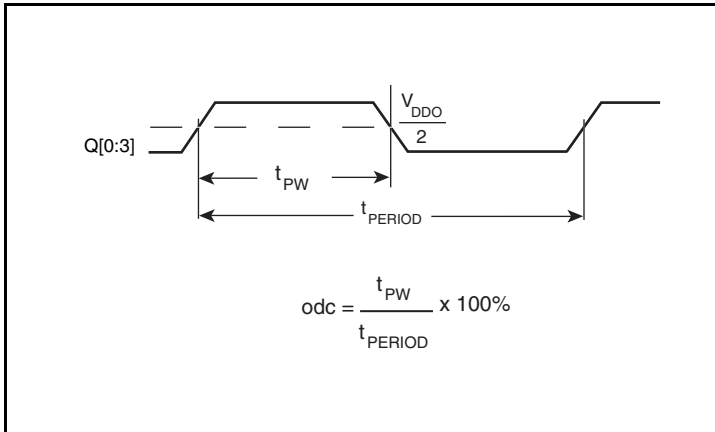 V_DDO
2
Q[0:3]
t_PW
t_PERIOD
odc = t_PW / t_PERIOD x 100%